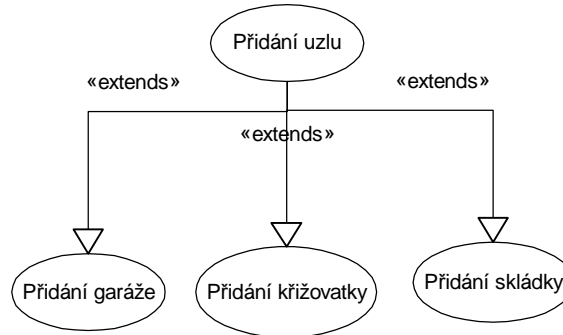 Přidání uzlu
«extends»
«extends»
«extends»
Přidání garáže
Přidání křižovatky
Přidání skládky